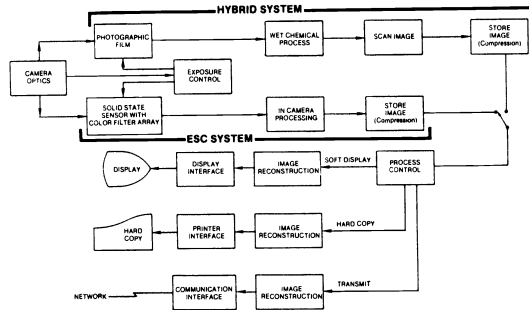 HYBRID SYSTEM
PHOTOGRAPHIC
FILM
WET CHEMICAL
PROCESS
SCAN IMAGE
STORE
IMAGE
(Compression)
CAMERA
OPTICS
EXPOSURE
CONTROL
SOLID STATE
SENSOR WITH
COLOR FILTER ARRAY
IN CAMERA
PROCESSING
STORE
IMAGE
(Compression)
ESC SYSTEM
DISPLAY
DISPLAY
INTERFACE
IMAGE
RECONSTRUCTION
SOFT DISPLAY
PROCESS
CONTROL
HARD
COPY
PRINTER
INTERFACE
IMAGE
RECONSTRUCTION
HARD COPY
NETWORK
COMMUNICATION
INTERFACE
IMAGE
RECONSTRUCTION
TRANSMIT